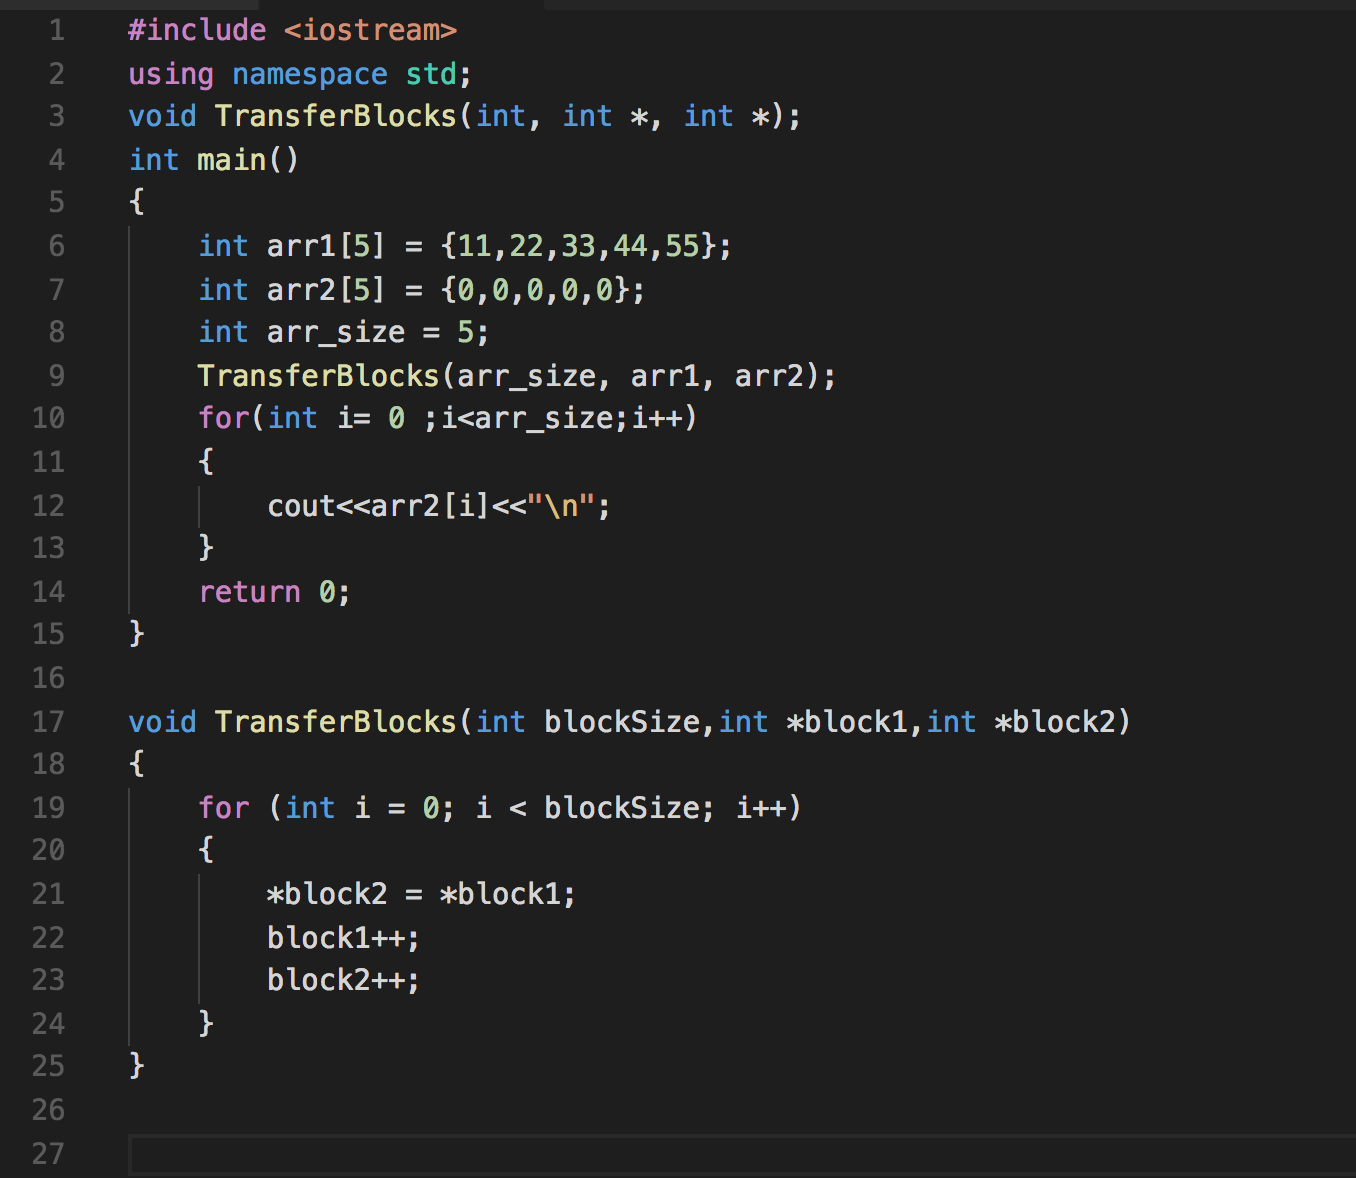 1 #include <iostream>
2 using namespace std;
3 void TransferBlocks(int, int *, int *);
4 int main()
5 {
6     int arr1[5] = {11,22,33,44,55};
7     int arr2[5] = {0,0,0,0,0};
8     int arr_size = 5;
9     TransferBlocks(arr_size, arr1, arr2);
10     for(int i= 0 ;i<arr_size;i++)
11     {
12         cout<<arr2[i]<<"\n";
13     }
14     return 0;
15 }
16
17 void TransferBlocks(int blockSize,int *block1,int *block2)
18 {
19     for (int i = 0; i < blockSize; i++)
20     {
21         *block2 = *block1;
22         block1++;
23         block2++;
24     }
25 }
26
27